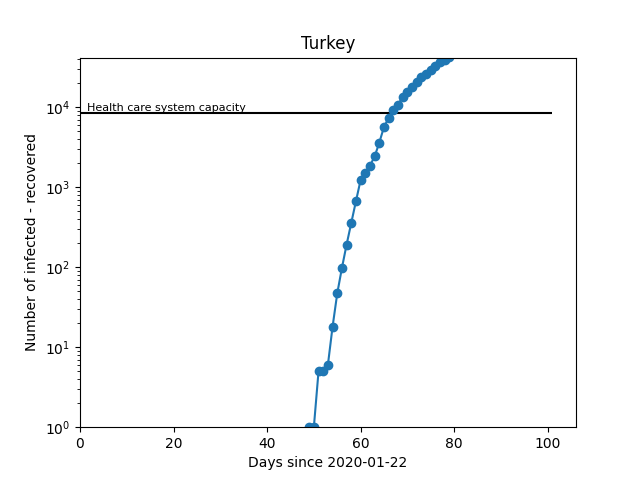 Turkey
Number of infected - recovered
10⁴
10³
10²
10¹
10⁰
Health care system capacity
0 20 40 60 80 100
Days since 2020-01-22